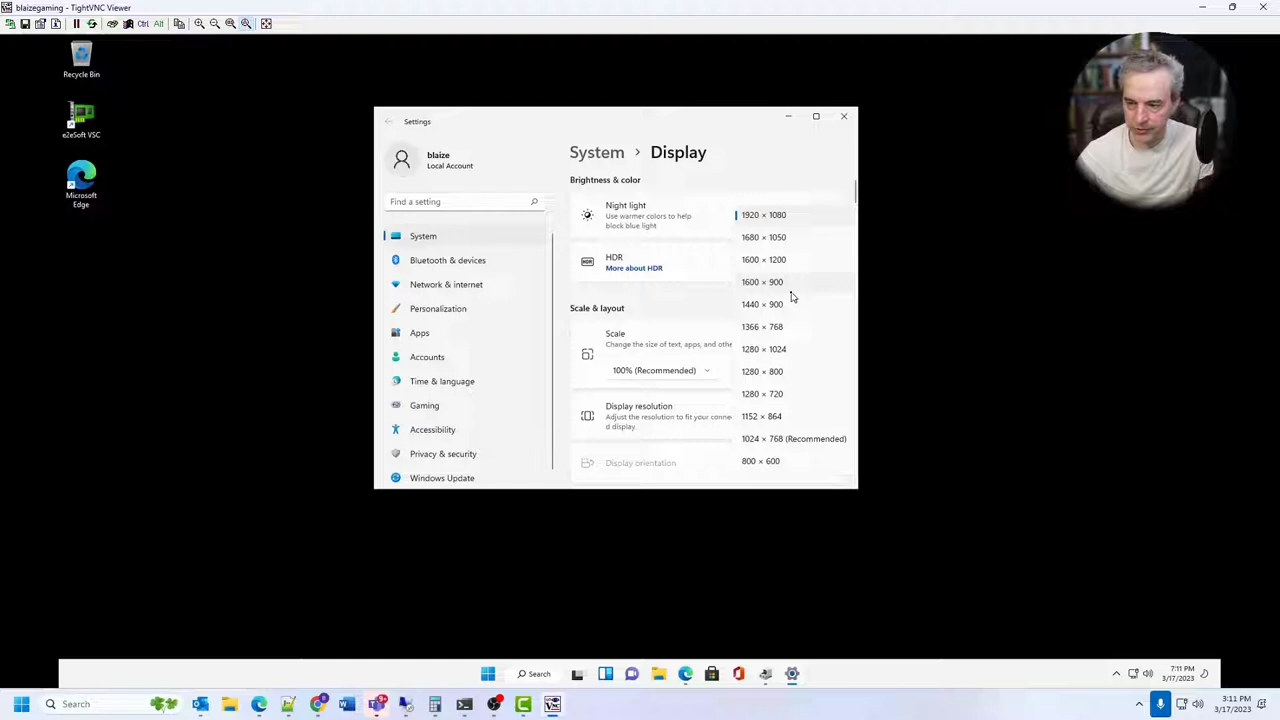 blaizegaming - TightVNC Viewer
Ctrl
Alt
Recycle Bin
e2eSoft VSC
Microsoft
Edge
Settings
blaize
Local Account
Find a setting
System
Bluetooth & devices
Network & internet
Personalization
Apps
Accounts
Time & language
Gaming
Accessibility
Privacy & security
Windows Update
System › Display
Brightness & color
Night light
Use warmer colors to help
block blue light
HDR
HDR
More about HDR
Scale & layout
Scale
Change the size of text, apps, and othe
100% (Recommended)
Display resolution
Adjust the resolution to fit your conne
d display.
Display orientation
1920 × 1080
1680 × 1050
1600 × 1200
1600 × 900
1440 × 900
1366 × 768
1280 × 1024
1280 × 800
1280 × 720
1152 × 864
1024 × 768 (Recommended)
800 × 600
Search
7:11 PM
3/17/2023
Search
9+
3:11 PM
3/17/2023